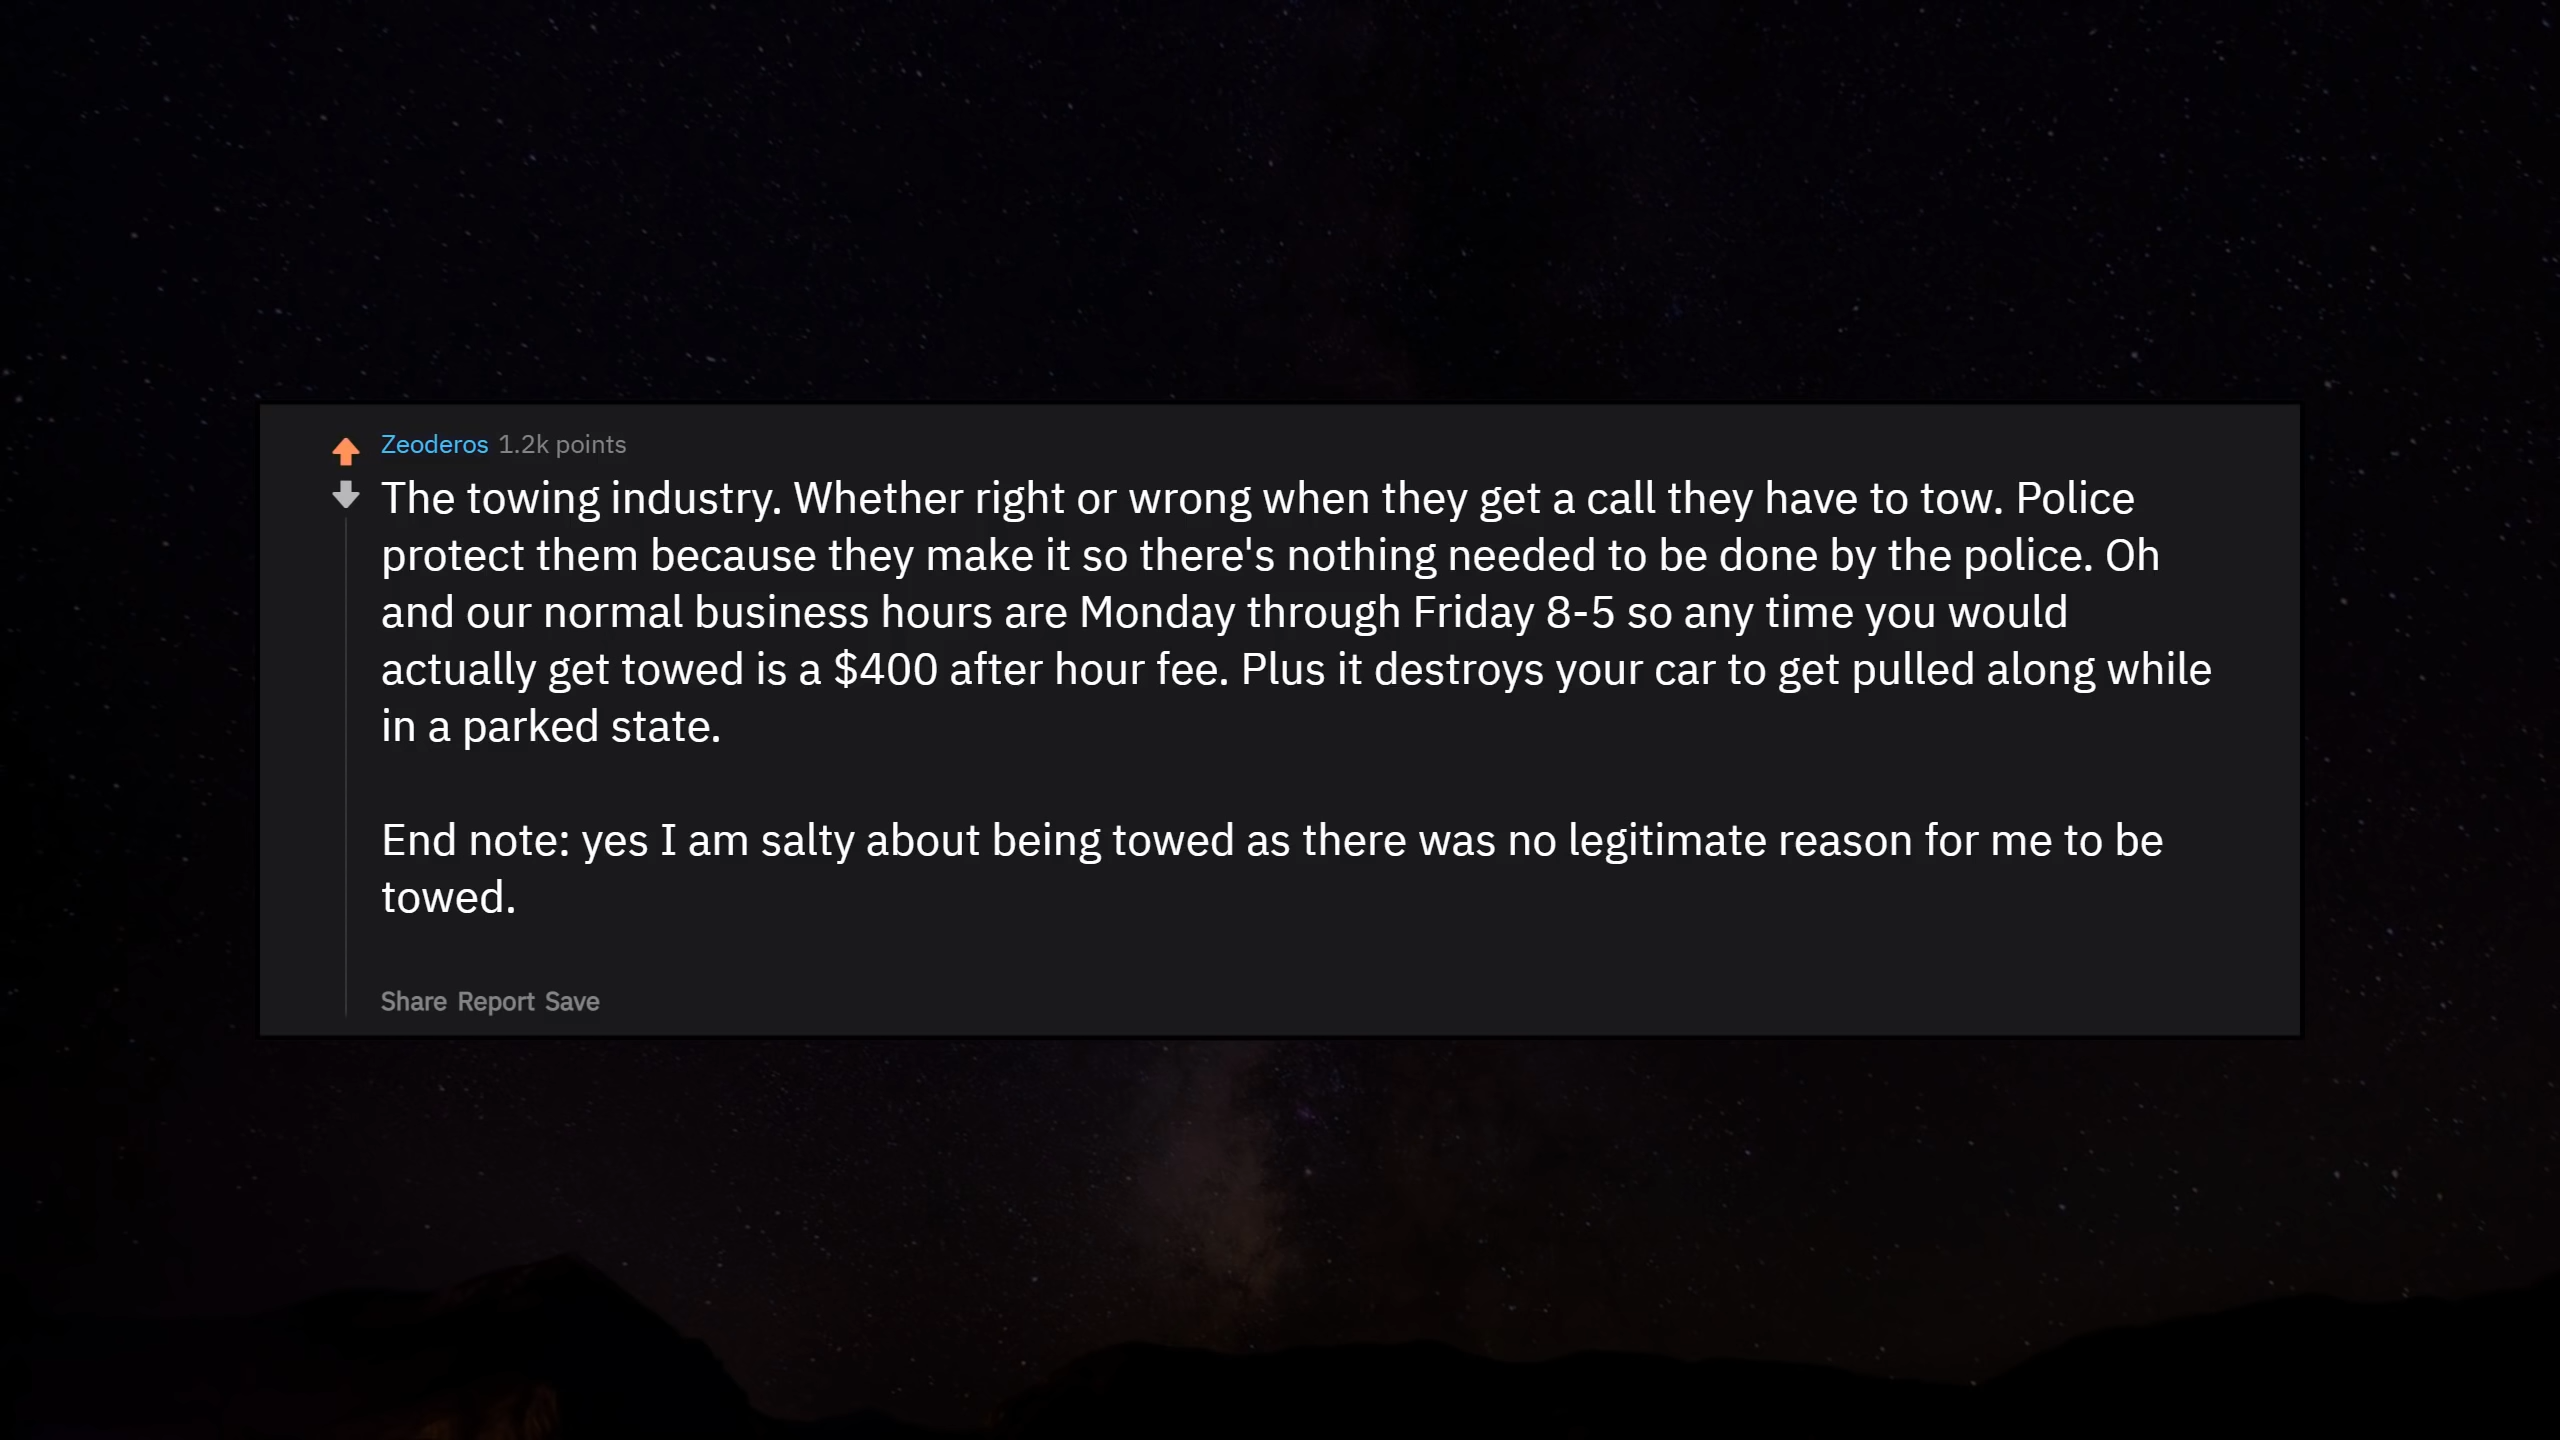 Zeoderos 1.2k points
The towing industry. Whether right or wrong when they get a call they have to tow. Police
protect them because they make it so there's nothing needed to be done by the police. Oh
and our normal business hours are Monday through Friday 8-5 so any time you would
actually get towed is a $400 after hour fee. Plus it destroys your car to get pulled along while
in a parked state.
End note: yes I am salty about being towed as there was no legitimate reason for me to be
towed.
Share Report Save